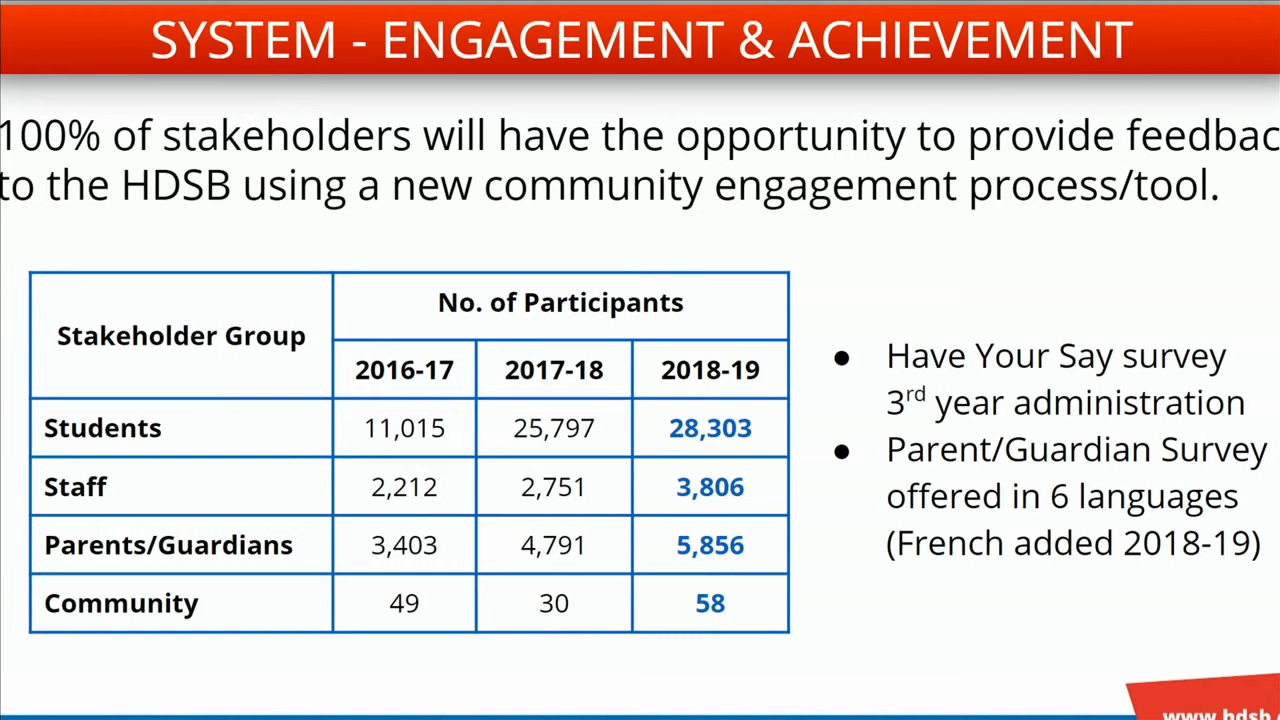 SYSTEM - ENGAGEMENT & ACHIEVEMENT
100% of stakeholders will have the opportunity to provide feedbac
to the HDSB using a new community engagement process/tool.
Stakeholder Group
No. of Participants
2016-17 2017-18 2018-19
Students 11,015 25,797 28,303
Staff 2,212 2,751 3,806
Parents/Guardians 3,403 4,791 5,856
Community 49 30 58
● Have Your Say survey
3rd year administration
● Parent/Guardian Survey
offered in 6 languages
(French added 2018-19)
www.hdsb.